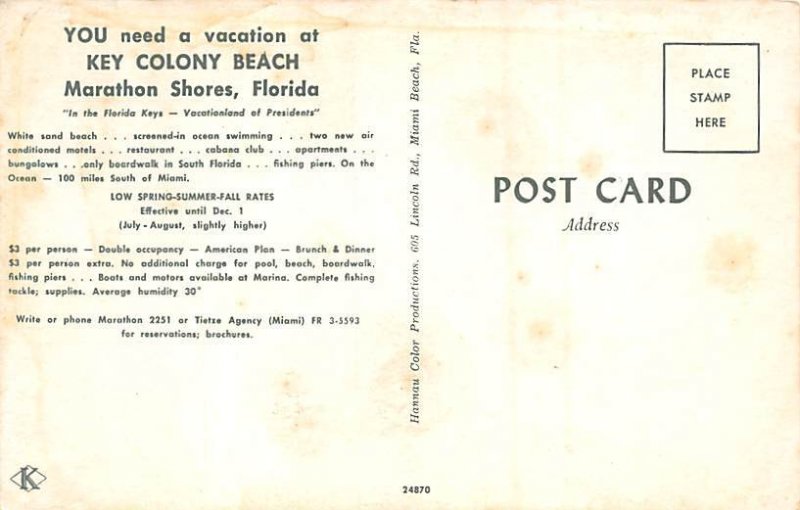 YOU need a vacation at
KEY COLONY BEACH
Marathon Shores, Florida
"In the Florida Keys — Vacationland of Presidents"
White sand beach . . . screened-in ocean swimming . . . two new air
conditioned motels . . . restaurant . . . cabana club . . . apartments . . .
bungalows . . .only boardwalk in South Florida . . . fishing piers. On the
Ocean — 100 miles South of Miami.
LOW SPRING-SUMMER-FALL RATES
Effective until Dec. 1
(July - August, slightly higher)
$3 per person — Double occupancy — American Plan — Brunch & Dinner
$3 per person extra. No additional charge for pool, beach, boardwalk,
fishing piers . . . Boats and motors available at Marina. Complete fishing
tackle; supplies. Average humidity 30°
Write or phone Marathon 2251 or Tietze Agency (Miami) FR 3-5593
for reservations; brochures.
K
Hannau Color Productions, 605 Lincoln Rd., Miami Beach, Fla.
24870
PLACE
STAMP
HERE
POST CARD
Address